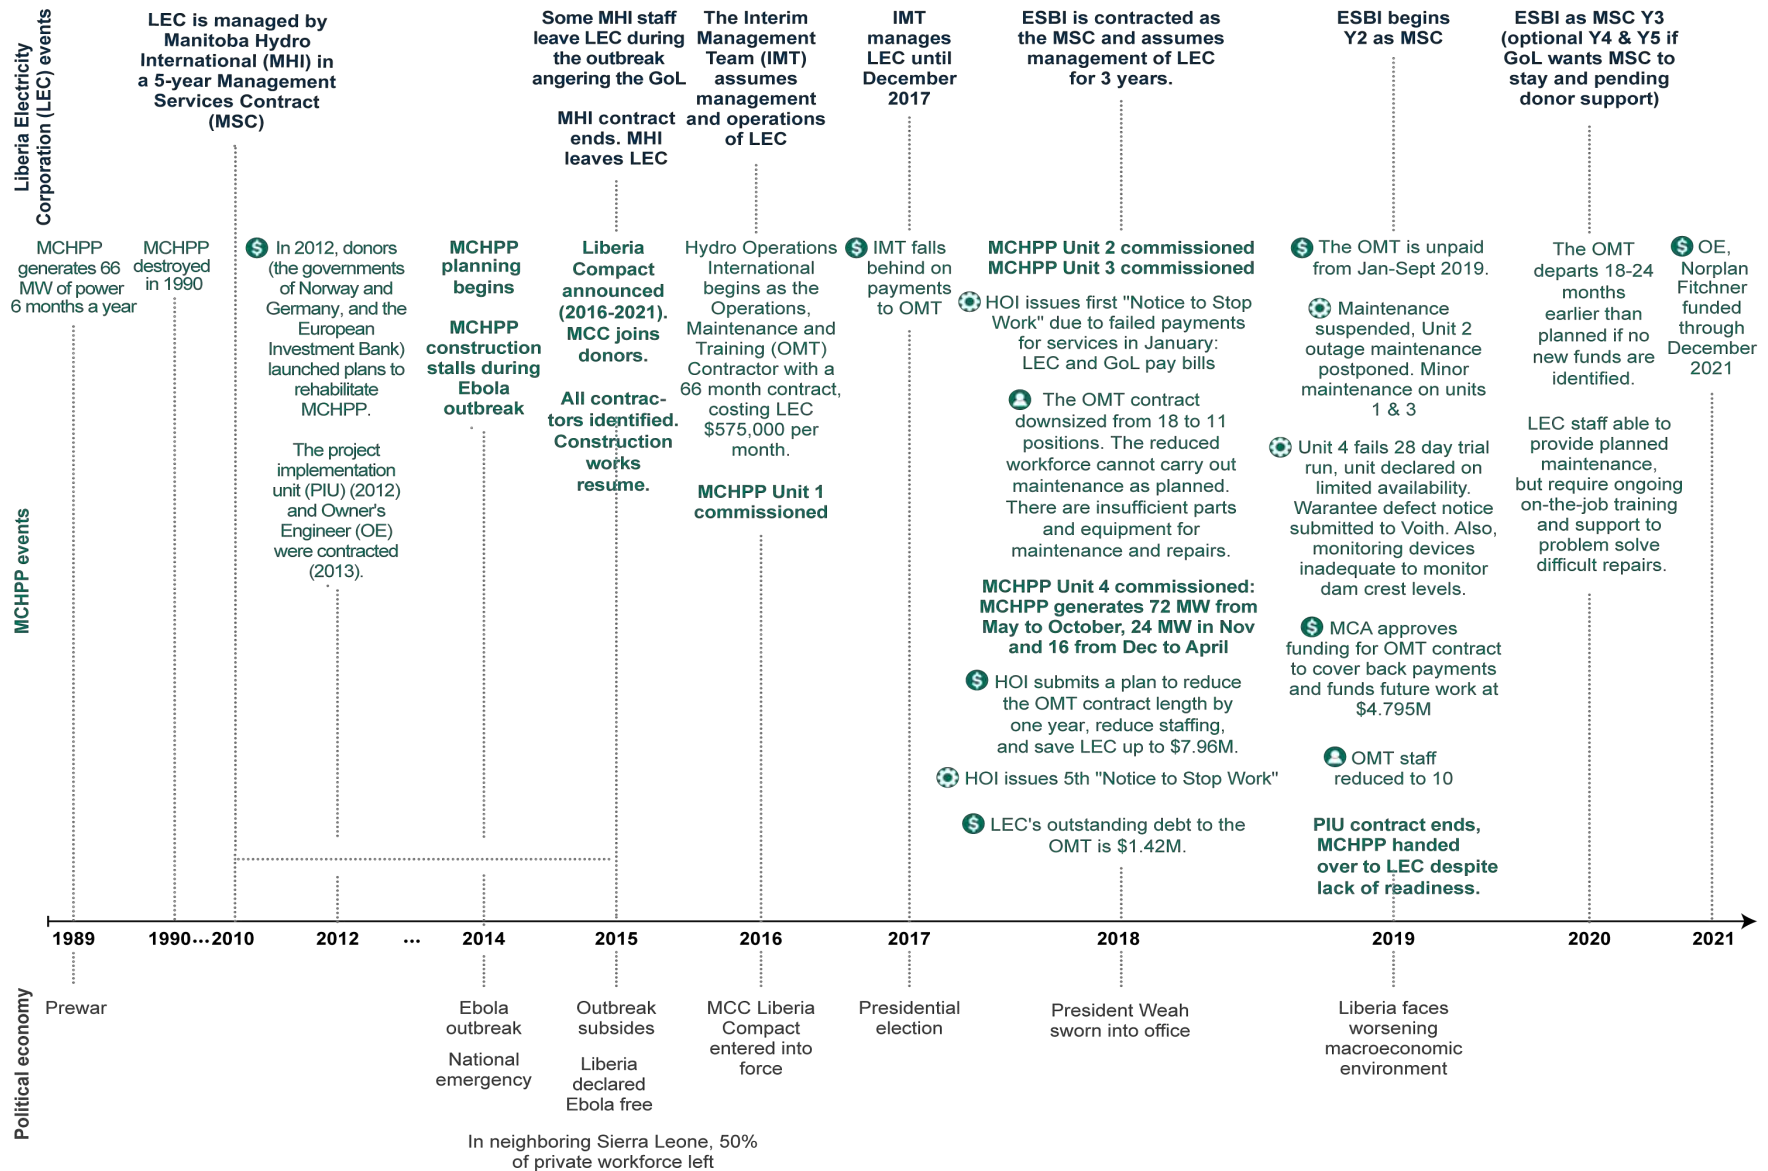 Liberia Electricity
Corporation (LEC) events
LEC is managed by
Manitoba Hydro
International (MHI) in
a 5-year Management
Services Contract
(MSC)
Some MHI staff
leave LEC during
the outbreak
angering the GoL
MHI contract
ends. MHI
leaves LEC
The Interim
Management
Team (IMT)
assumes
management
and operations
of LEC
IMT
manages
LEC until
December
2017
ESBI is contracted as
the MSC and assumes
management of LEC
for 3 years.
ESBI begins
Y2 as MSC
ESBI as MSC Y3
(optional Y4 & Y5 if
GoL wants MSC to
stay and pending
donor support)
MCHPP events
MCHPP
generates 66
MW of power
6 months a year
MCHPP
destroyed
in 1990
$ In 2012, donors
(the governments
of Norway and
Germany, and the
European
Investment Bank)
launched plans to
rehabilitate
MCHPP.
The project
implementation
unit (PIU) (2012)
and Owner's
Engineer (OE)
were contracted
(2013).
MCHPP
planning
begins
MCHPP
construction
stalls during
Ebola
outbreak
Liberia
Compact
announced
(2016-2021).
MCC joins
donors.
All contrac-
tors identified.
Construction
works
resume.
Hydro Operations
International
begins as the
Operations,
Maintenance and
Training (OMT)
Contractor with a
66 month contract,
costing LEC
$575,000 per
month.
MCHPP Unit 1
commissioned
$ IMT falls
behind on
payments
to OMT
MCHPP Unit 2 commissioned
MCHPP Unit 3 commissioned
HOI issues first "Notice to Stop
Work" due to failed payments
for services in January:
LEC and GoL pay bills
The OMT contract
downsized from 18 to 11
positions. The reduced
workforce cannot carry out
maintenance as planned.
There are insufficient parts
and equipment for
maintenance and repairs.
MCHPP Unit 4 commissioned:
MCHPP generates 72 MW from
May to October, 24 MW in Nov
and 16 from Dec to April
$ HOI submits a plan to reduce
the OMT contract length by
one year, reduce staffing,
and save LEC up to $7.96M.
HOI issues 5th "Notice to Stop Work"
$ LEC's outstanding debt to the
OMT is $1.42M.
$ The OMT is unpaid
from Jan-Sept 2019.
Maintenance
suspended, Unit 2
outage maintenance
postponed. Minor
maintenance on units
1 & 3
Unit 4 fails 28 day trial
run, unit declared on
limited availability.
Warantee defect notice
submitted to Voith. Also,
monitoring devices
inadequate to monitor
dam crest levels.
$ MCA approves
funding for OMT contract
to cover back payments
and funds future work at
$4.795M
OMT staff
reduced to 10
PIU contract ends,
MCHPP handed
over to LEC despite
lack of readiness.
The OMT
departs 18-24
months
earlier than
planned if no
new funds are
identified.
LEC staff able to
provide planned
maintenance,
but require ongoing
on-the-job training
and support to
problem solve
difficult repairs.
$ OE,
Norplan
Fitchner
funded
through
December
2021
1989 1990...2010 2012 ... 2014 2015 2016 2017 2018 2019 2020 2021
Political economy
Prewar
Ebola
outbreak
National
emergency
Outbreak
subsides
Liberia
declared
Ebola free
In neighboring Sierra Leone, 50%
of private workforce left
MCC Liberia
Compact
entered into
force
Presidential
election
President Weah
sworn into office
Liberia faces
worsening
macroeconomic
environment